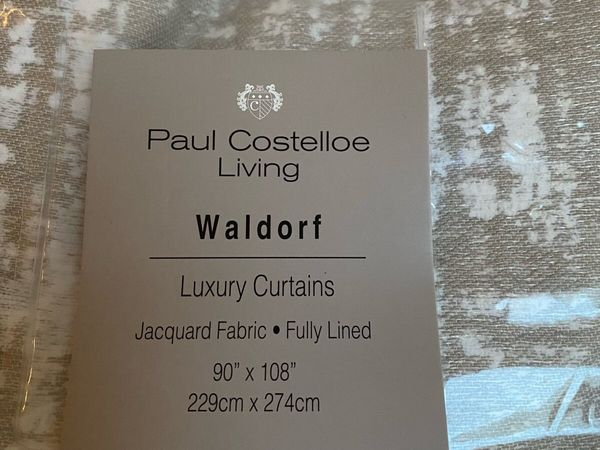 C
Paul Costelloe
Living
Waldorf
Luxury Curtains
Jacquard Fabric • Fully Lined
90” x 108”
229cm x 274cm